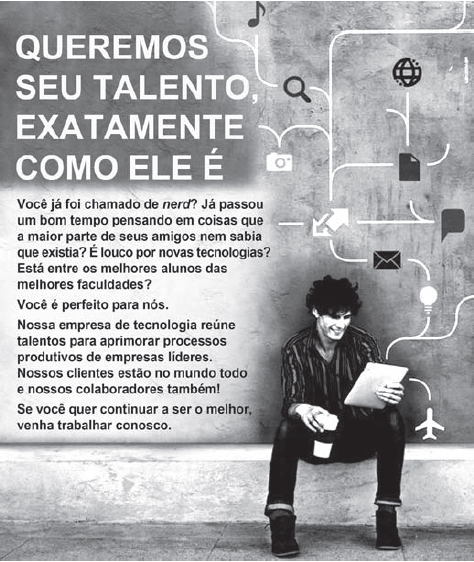 QUEREMOS
SEU TALENTO,
EXATAMENTE
COMO ELE É
Você já foi chamado de nerd? Já passou
um bom tempo pensando em coisas que
a maior parte de seus amigos nem sabia
que existia? É louco por novas tecnologias?
Está entre os melhores alunos das
melhores faculdades?
Você é perfeito para nós.
Nossa empresa de tecnologia reúne
talentos para aprimorar processos
produtivos de empresas líderes.
Nossos clientes estão no mundo todo
e nossos colaboradores também!
Se você quer continuar a ser o melhor,
venha trabalhar conosco.